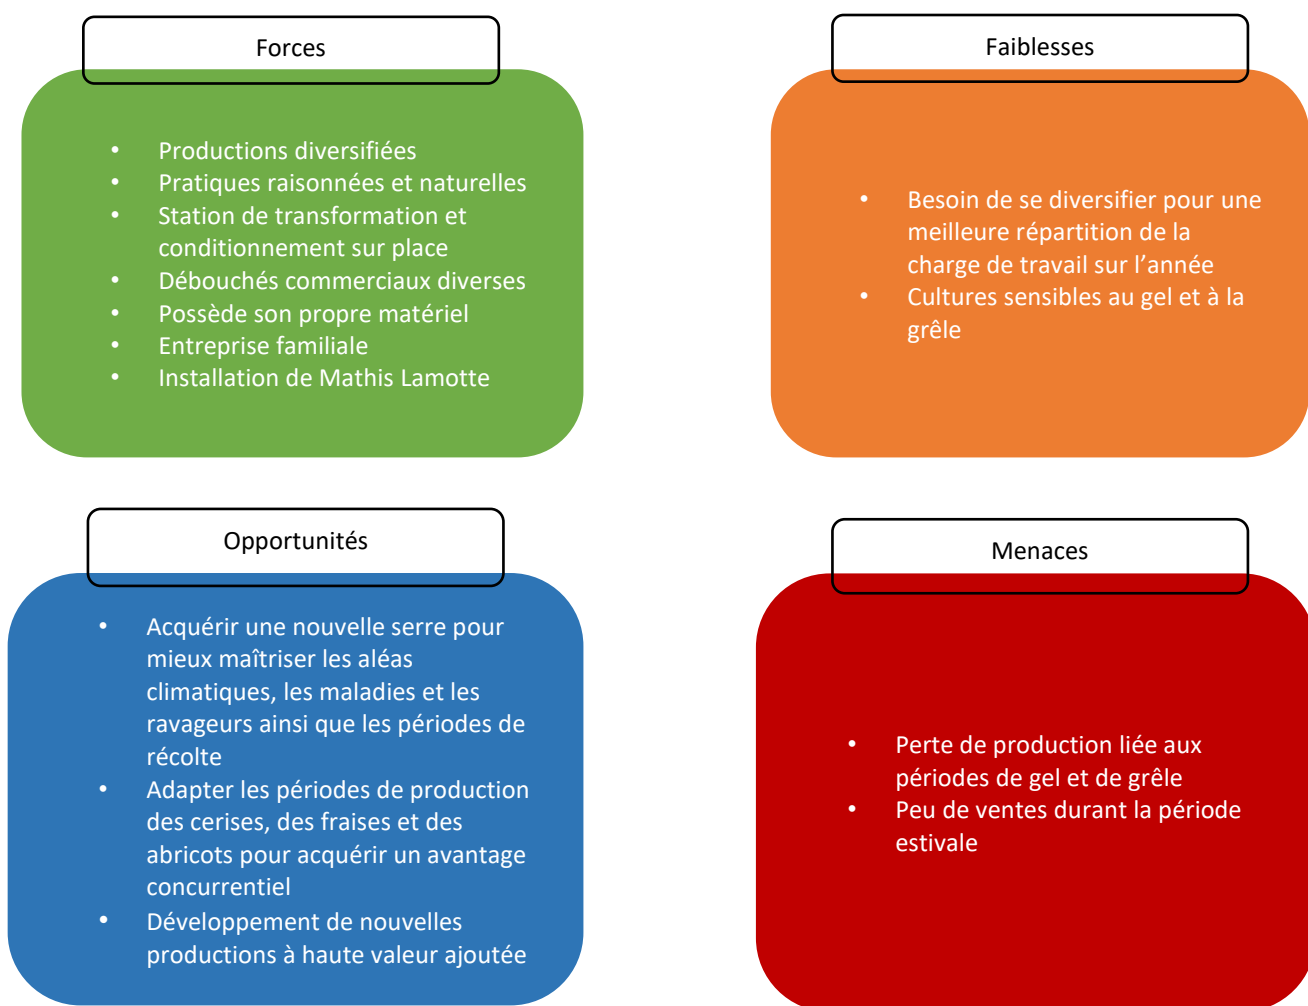 Forces
• Productions diversifiées
• Pratiques raisonnées et naturelles
• Station de transformation et
conditionnement sur place
• Débouchés commerciaux diverses
• Possède son propre matériel
• Entreprise familiale
• Installation de Mathis Lamotte
Faiblesses
• Besoin de se diversifier pour une
meilleure répartition de la
charge de travail sur l’année
• Cultures sensibles au gel et à la
grêle
Opportunités
• Acquérir une nouvelle serre pour
mieux maîtriser les aléas
climatiques, les maladies et les
ravageurs ainsi que les périodes de
récolte
• Adapter les périodes de production
des cerises, des fraises et des
abricots pour acquérir un avantage
concurrentiel
• Développement de nouvelles
productions à haute valeur ajoutée
Menaces
• Perte de production liée aux
périodes de gel et de grêle
• Peu de ventes durant la période
estivale